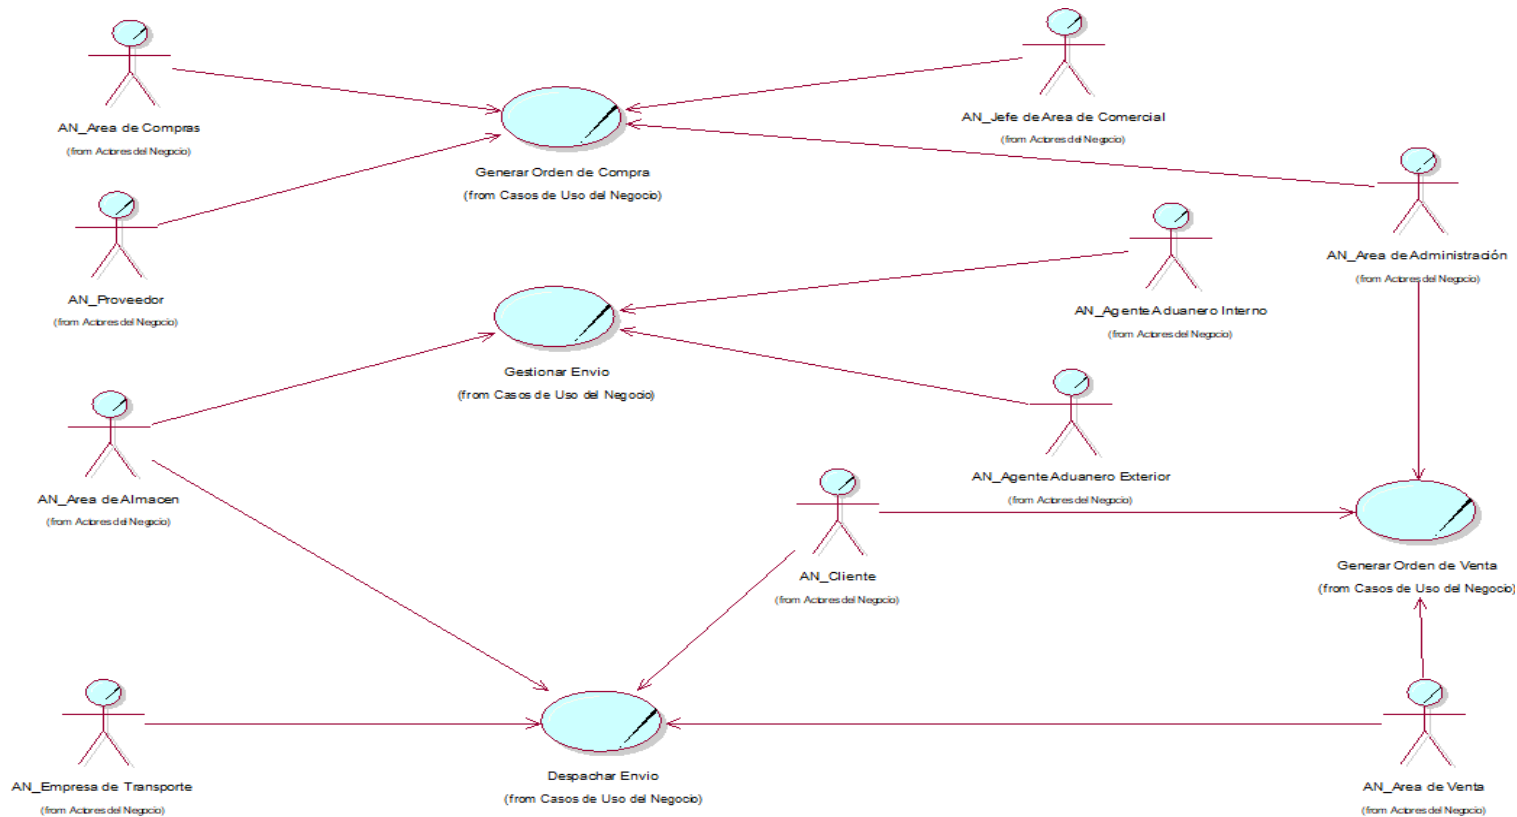 AN_Area de Compras
(from Actores del Negocio)
AN_Jefe de Area de Comercial
(from Actores del Negocio)
Generar Orden de Compra
(from Casos de Uso del Negocio)
AN_Area de Administración
(from Actores del Negocio)
AN_Proveedor
(from Actores del Negocio)
AN_Agente Aduanero Interno
(from Actores del Negocio)
Gestionar Envio
(from Casos de Uso del Negocio)
AN_Area de Almacen
(from Actores del Negocio)
AN_Agente Aduanero Exterior
(from Actores del Negocio)
AN_Cliente
(from Actores del Negocio)
Generar Orden de Venta
(from Casos de Uso del Negocio)
AN_Empresa de Transporte
(from Actores del Negocio)
Despachar Envio
(from Casos de Uso del Negocio)
AN_Area de Venta
(from Actores del Negocio)